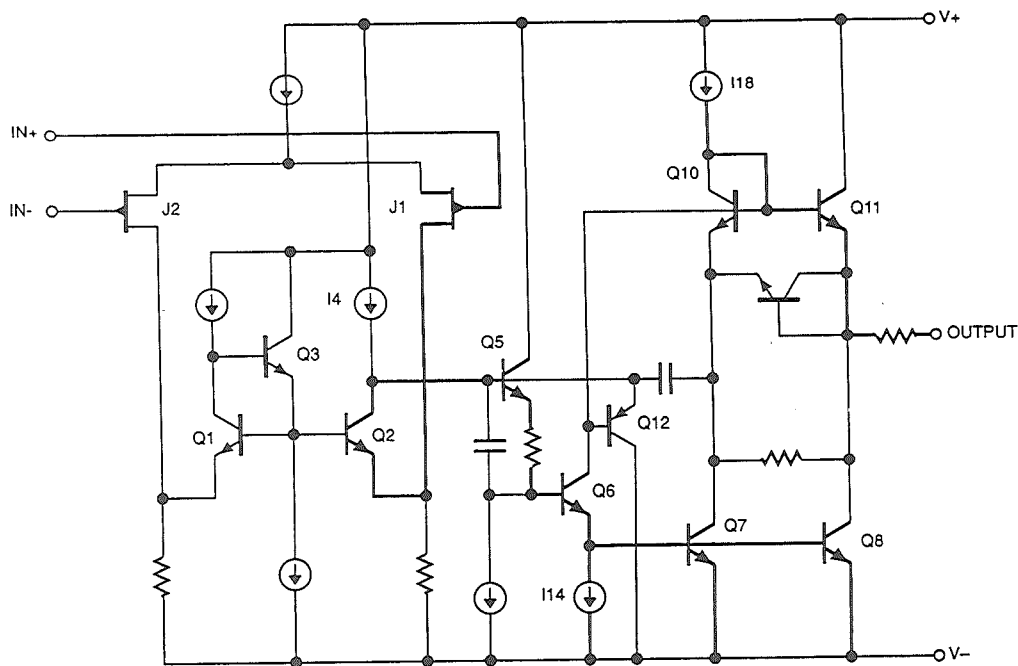 V+
I18
IN+
Q10
IN-
J2
J1
Q11
I4
OUTPUT
Q3
Q5
Q1
Q2
Q12
Q6
Q7
Q8
I14
V-